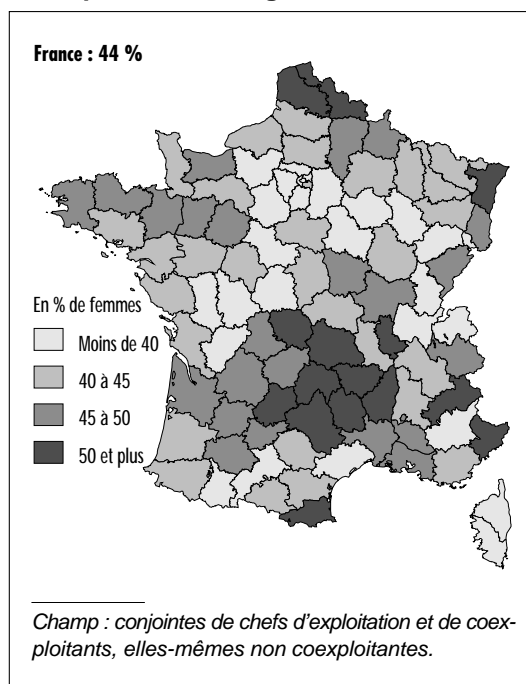 France : 44 %
En % de femmes
Moins de 40
40 à 45
45 à 50
50 et plus
Champ : conjointes de chefs d'exploitation et de coex-
ploitants, elles-mêmes non coexploitantes.